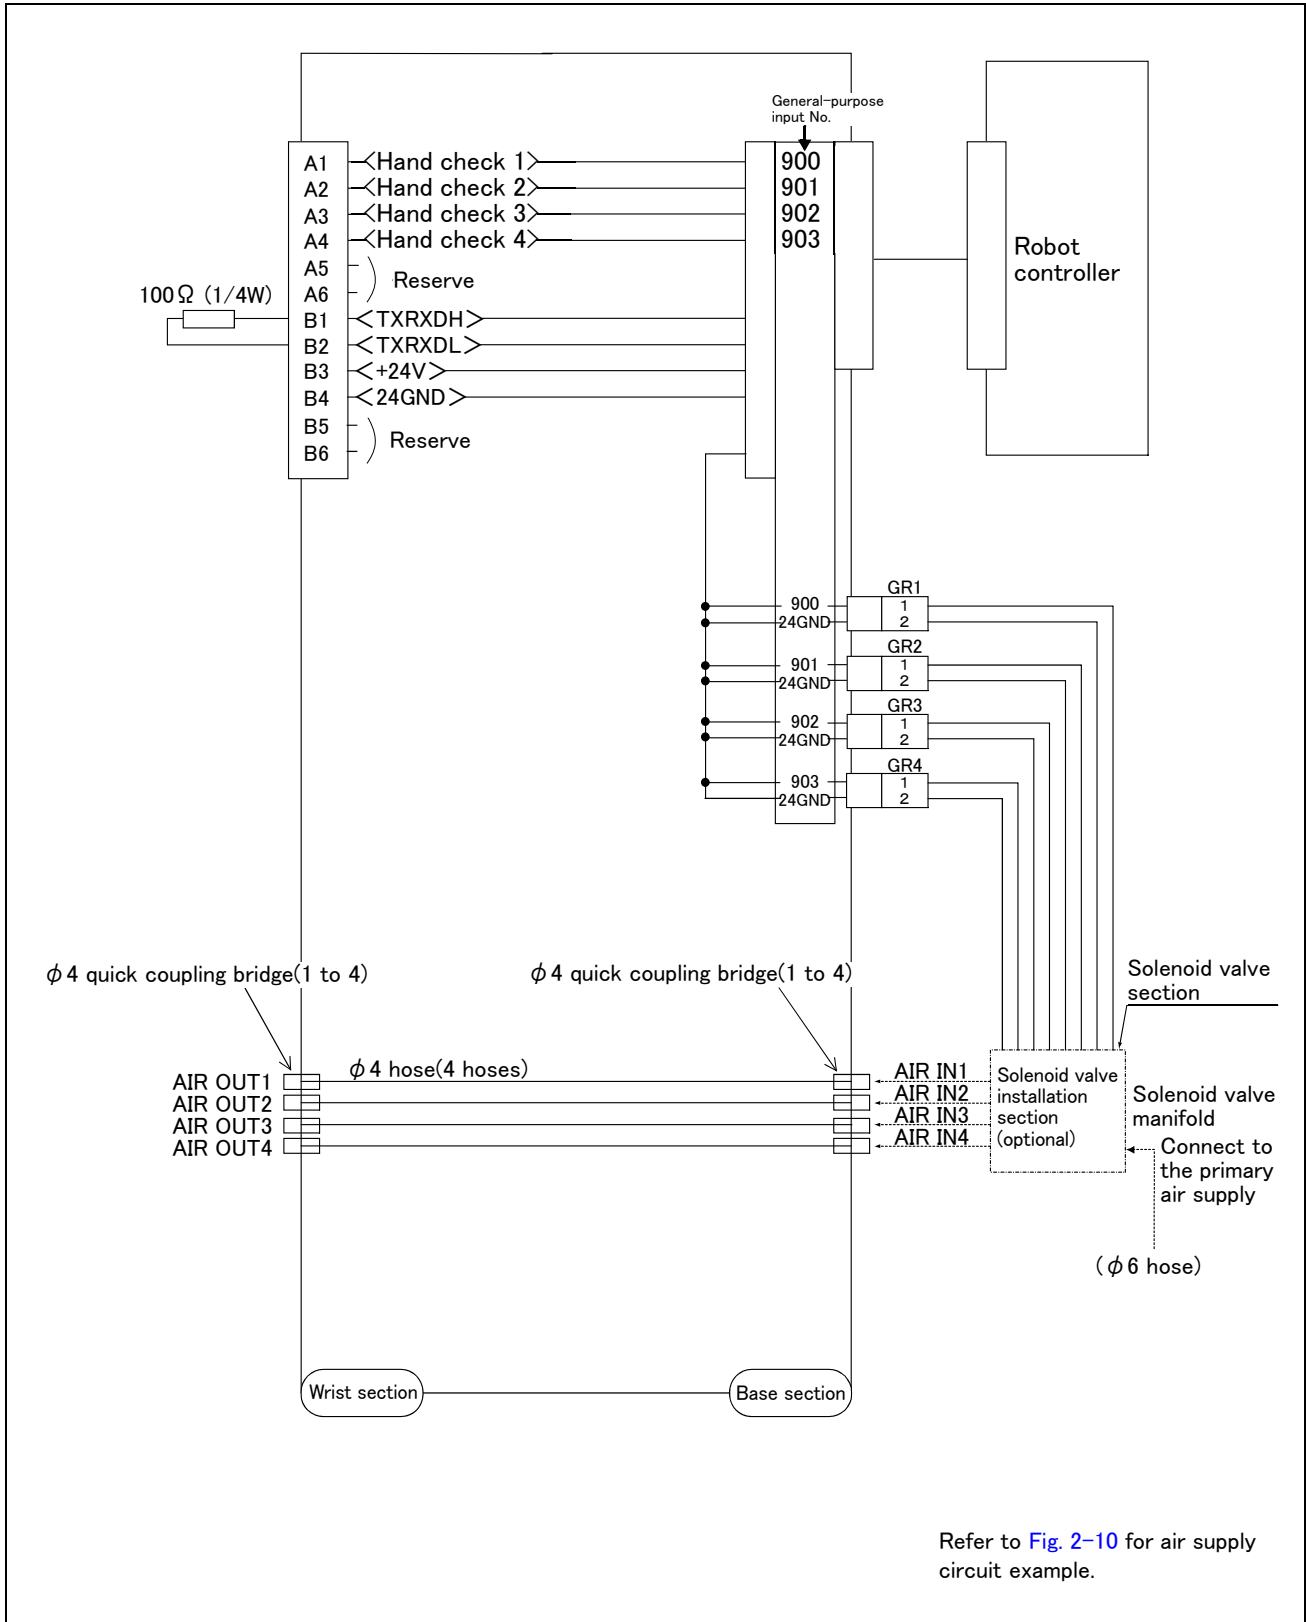 General-purpose
input No.
A1 <Hand check 1> 900
A2 <Hand check 2> 901
A3 <Hand check 3> 902
A4 <Hand check 4> 903
A5
A6
Reserve
Robot
controller
100Ω (1/4W)
B1 <TXRXDH>
B2 <TXRXDL>
B3 <+24V>
B4 <24GND>
B5
B6
Reserve
GR1
900 1
24GND 2
GR2
901 1
24GND 2
GR3
902 1
24GND 2
GR4
903 1
24GND 2
φ4 quick coupling bridge(1 to 4)
φ4 quick coupling bridge(1 to 4)
Solenoid valve
section
φ4 hose(4 hoses)
AIR OUT1
AIR OUT2
AIR OUT3
AIR OUT4
AIR IN1
AIR IN2
AIR IN3
AIR IN4
Solenoid valve
installation
section
(optional)
Solenoid valve
manifold
Connect to
the primary
air supply
(φ6 hose)
Wrist section
Base section
Refer to Fig. 2-10 for air supply
circuit example.